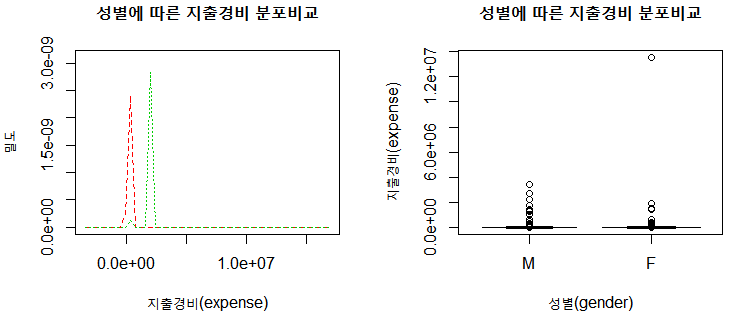 성별에 따른 지출경비 분포비교
밀도
3.0e-09
1.5e-09
0.0e+00
0.0e+00 1.0e+07
지출경비(expense)
성별에 따른 지출경비 분포비교
지출경비(expense)
1.2e+07
6.0e+06
0.0e+00
M F
성별(gender)